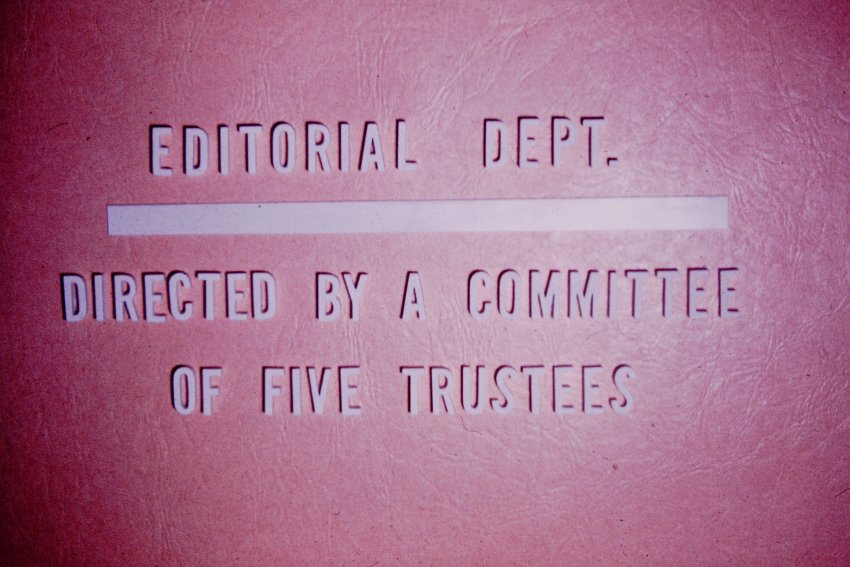 EDITORIAL DEPT.
DIRECTED BY A COMMITTEE
OF FIVE TRUSTEES